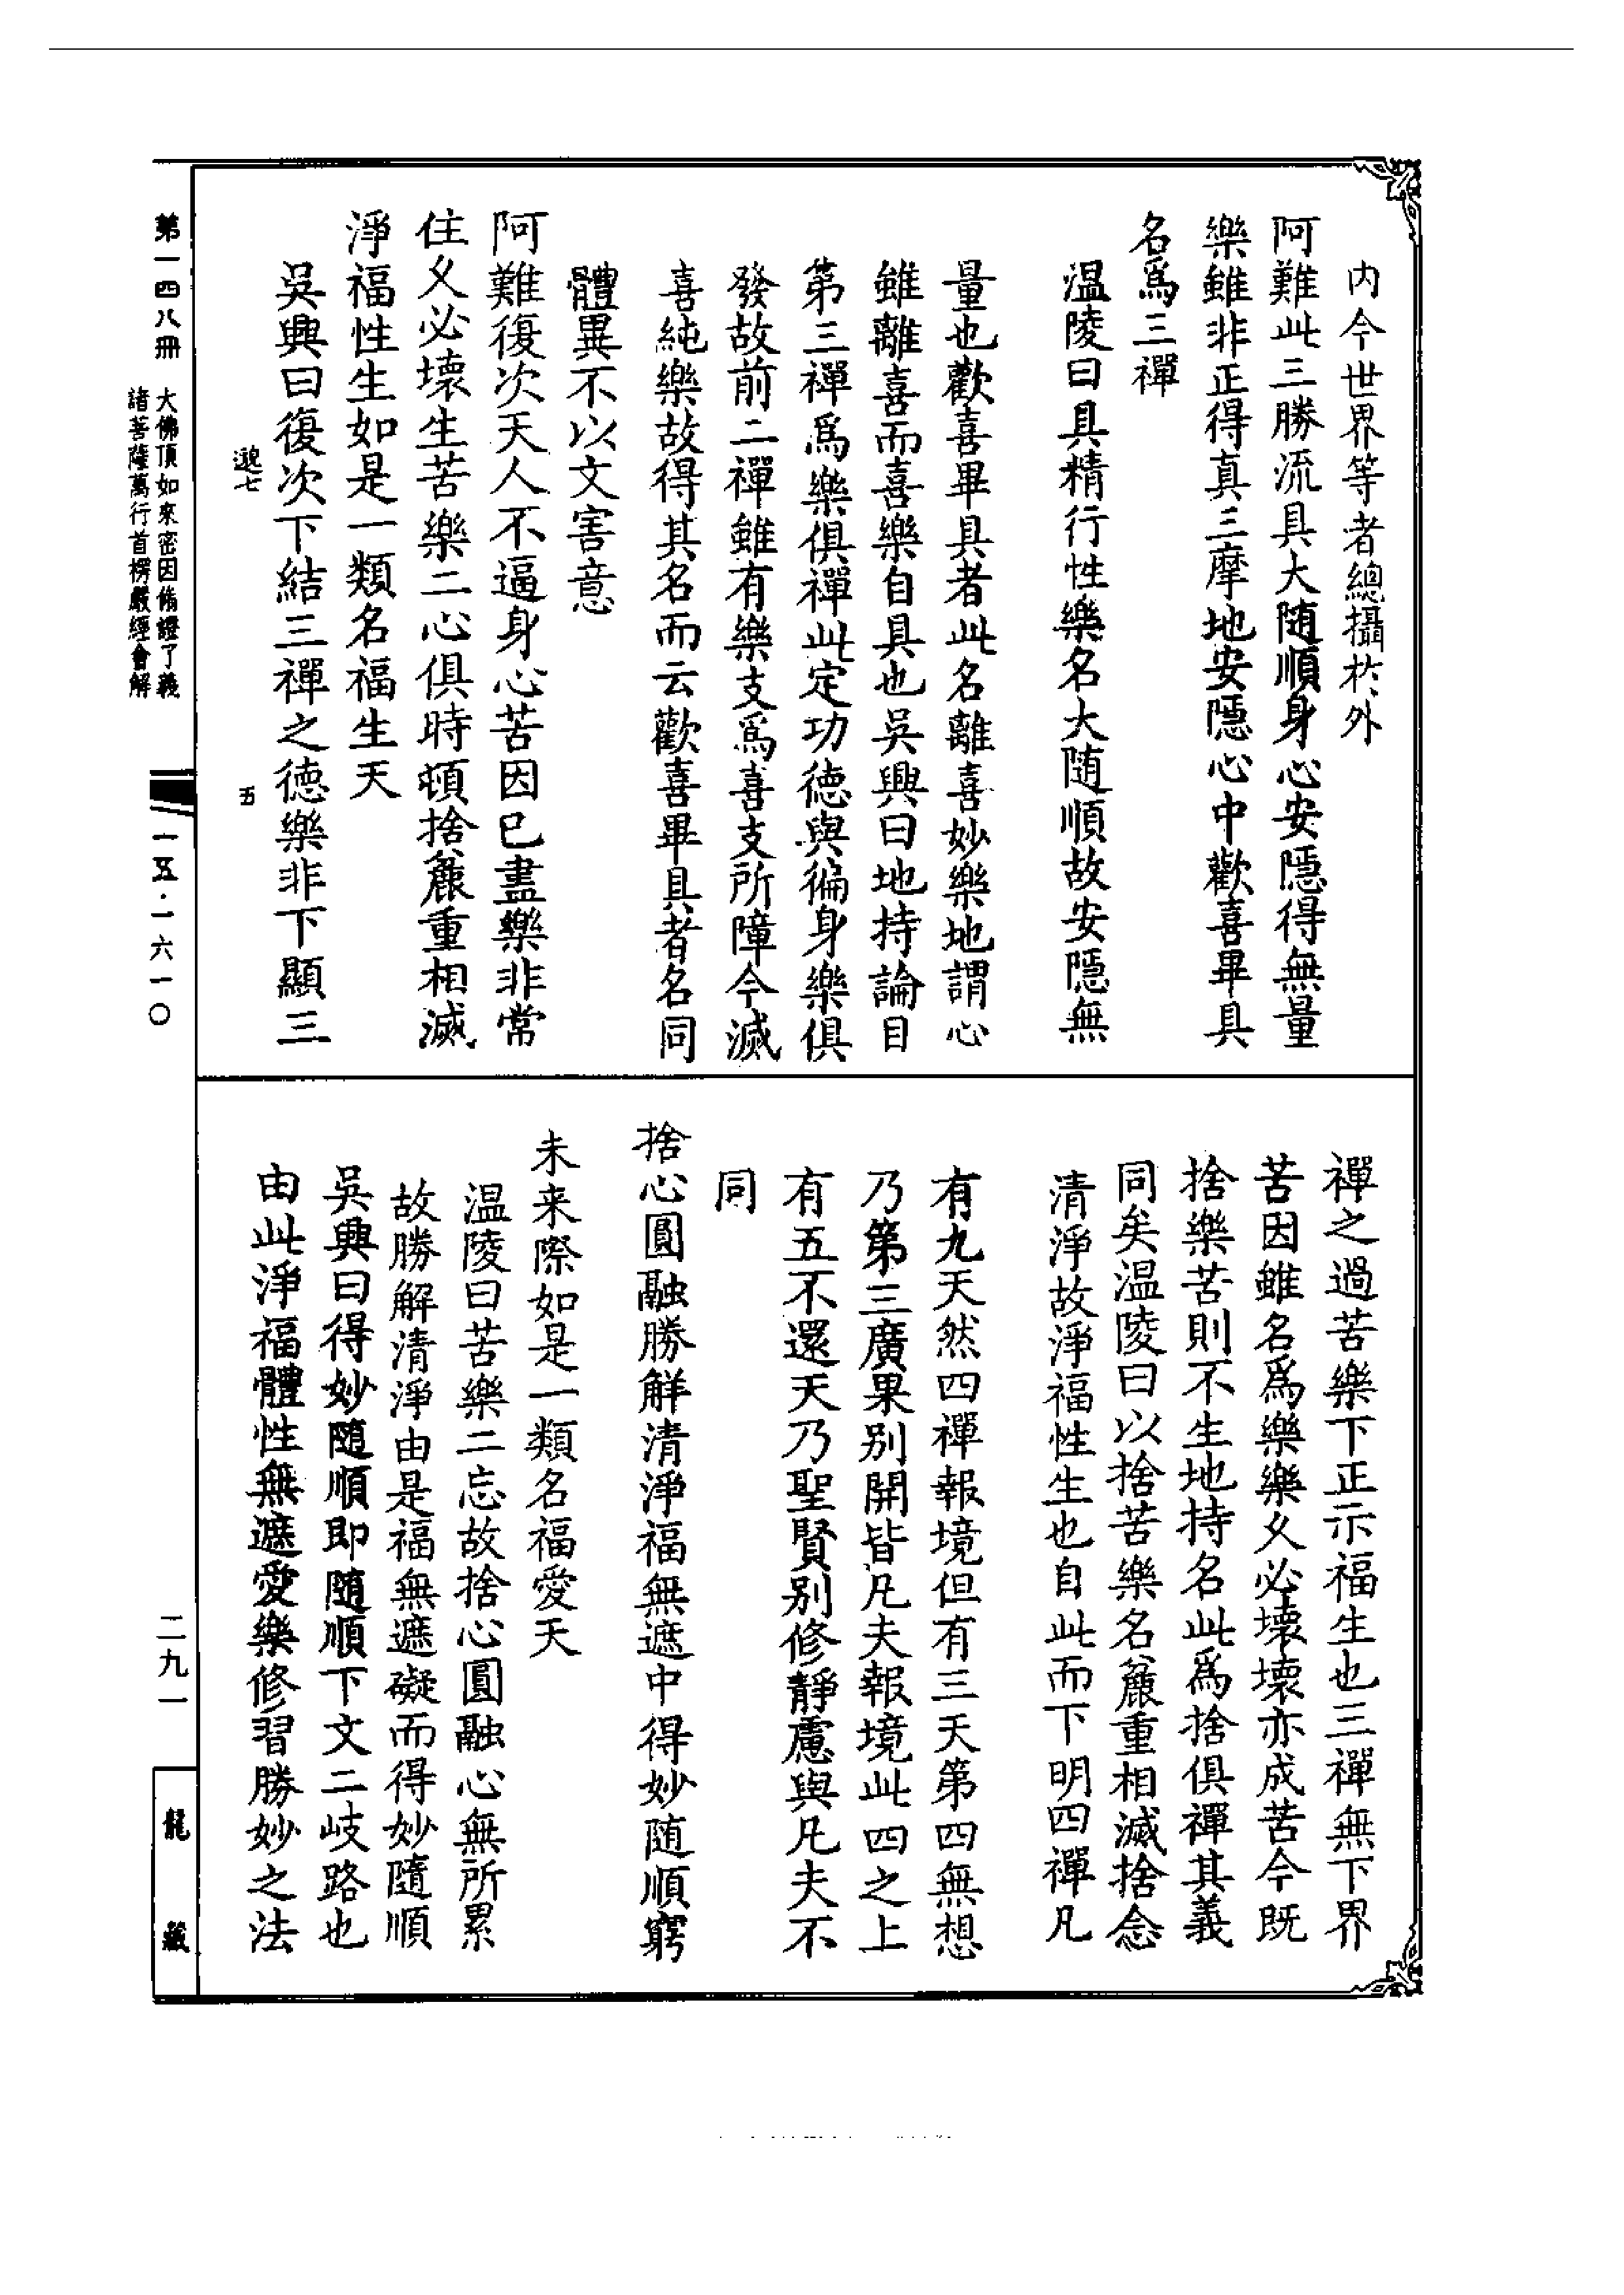 内今世界等者總攝於外
阿難此三勝流具大随順身心安隱得無量
樂雖非正得真三摩地安隱心中歡喜畢具
名為三禪
溫陵曰具精行性樂名大随順故安隱無
量也歡喜畢具者此名離喜妙樂地謂心
雖離喜而喜樂自具也吳興曰地持論目
第三禪為樂俱禪此定功德與徧身樂俱
發故前二禪雖有樂支為喜支所障今滅
喜純樂故得其名而云歡喜畢具者名同
體異不以文害意
阿難復次天人不逼身心苦因已盡樂非常
住久必壞生苦樂二心俱時頓捨麤重相滅
淨福性生如是一類名福生天
吳興曰復次下結三禪之德樂非下顯三
禪之過苦樂下正示福生也三禪無下界
苦因雖名為樂樂久必壞壞亦成苦今既
捨樂苦則不生地持名此為捨俱禪其義
同矣溫陵曰以捨苦樂名麤重相滅捨念
清淨故淨福性生也自此而下明四禪凡
有九天然四禪報境但有三天第四無想
乃第三廣果别開皆凡夫報境此四之上
有五不還天乃聖賢别修靜慮與凡夫不
同
捨心圓融勝解清淨福無遮中得妙随順窮
未来際如是一類名福愛天
溫陵曰苦樂二忘故捨心圓融心無所累
故勝解清淨由是福無遮礙而得妙隨順
吳興曰得妙隨順即隨順下文二岐路也
由此淨福體性無遮愛樂修習勝妙之法
邈七
五
第一四八冊
大佛頂如來密因脩證了義
諸菩薩萬行首楞嚴經會解
一五·一六一〇
二九一
龍藏